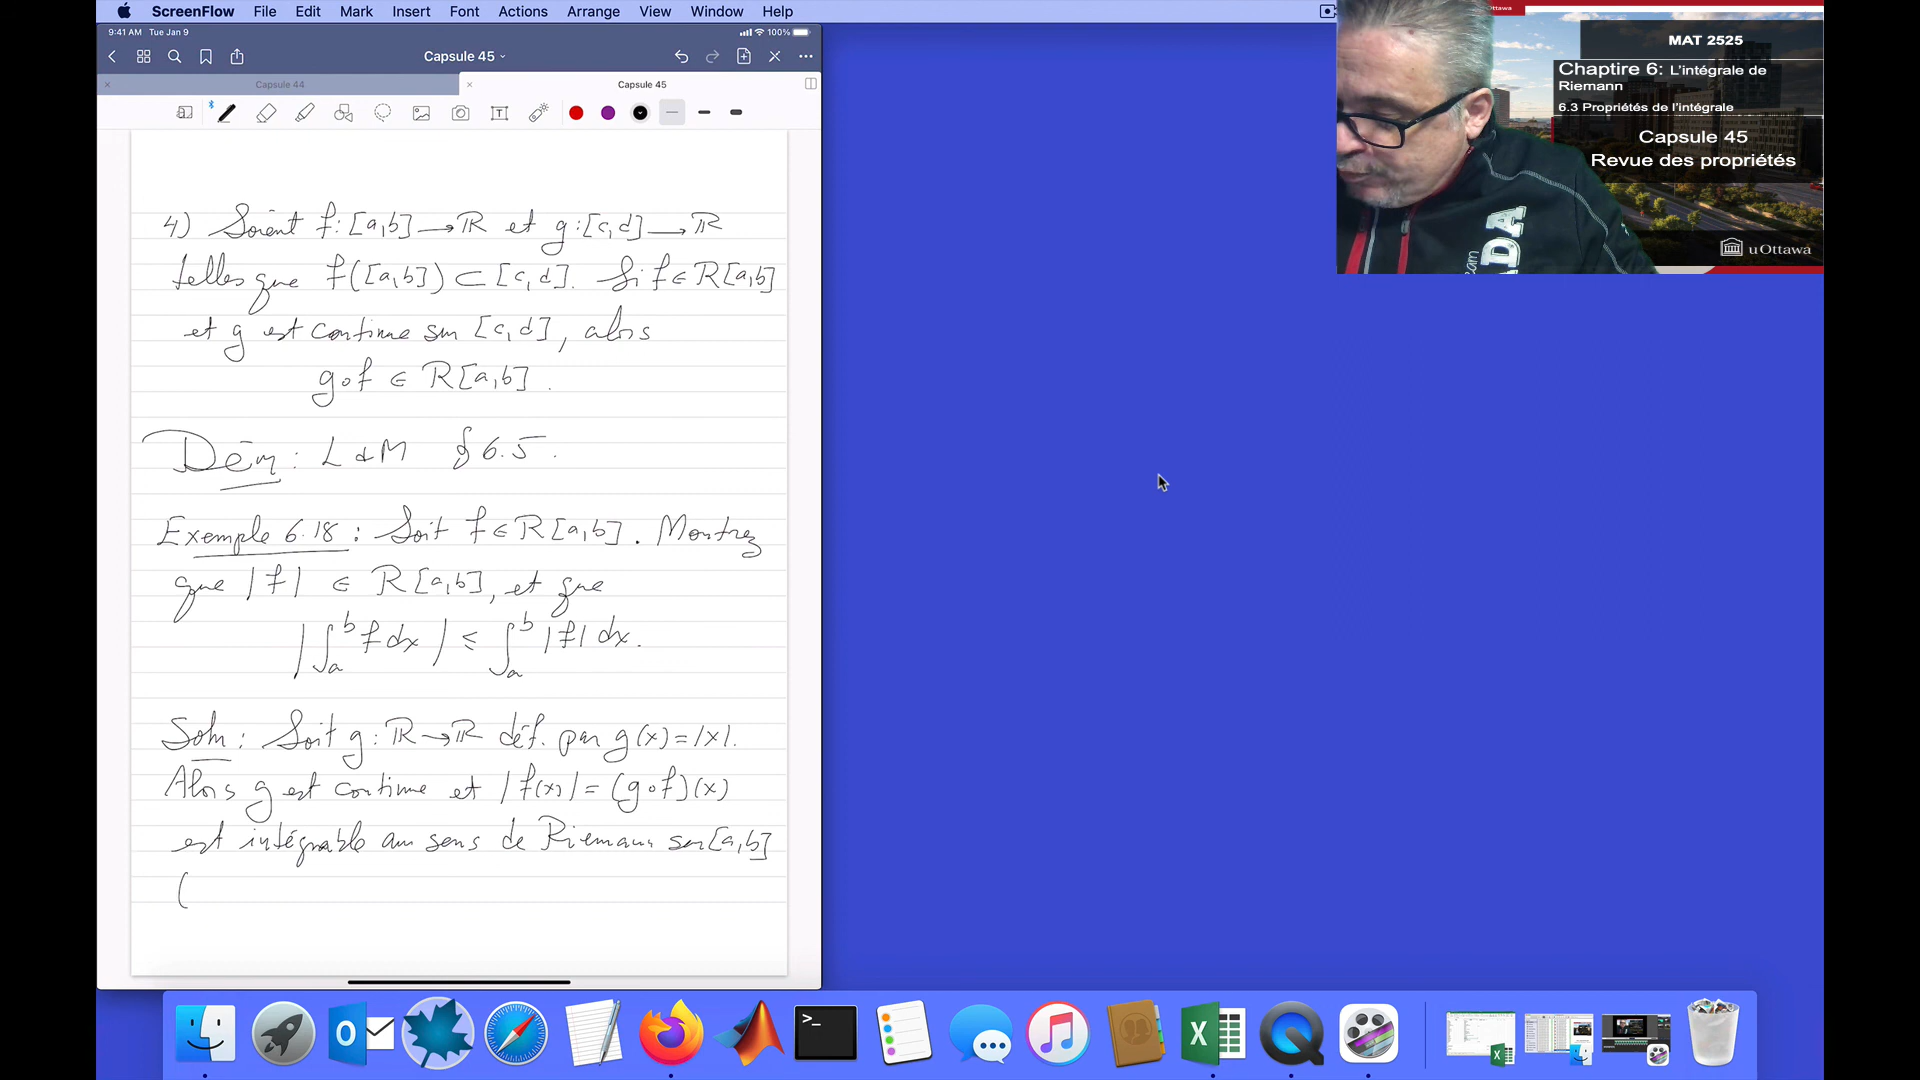 ScreenFlow File Edit Mark Insert Font Actions Arrange View Window Help
9:41 AM Tue Jan 9
100%
Capsule 45
Capsule 44
Capsule 45
4) Soient f : [a,b] → R et g : [c,d] → R
telles que f([a,b]) ⊂ [c,d]. Si f ∈ R[a,b]
et g est continue sur [c,d], alors
g∘f ∈ R[a,b].
Dém : L&M § 6.5.
Exemple 6.18 : Soit f ∈ R[a,b]. Montrez
que |f| ∈ R[a,b], et que
|∫_a^b f dx| ≤ ∫_a^b |f| dx.
Soln : Soit g : R → R déf. par g(x) = |x|.
Alors g est continue et |f(x)| = (g∘f)(x)
est intégrable au sens de Riemann sur [a,b]
(
MAT 2525
Chaptire 6: L'intégrale de
Riemann
6.3 Propriétés de l'intégrale
Capsule 45
Revue des propriétés
uOttawa